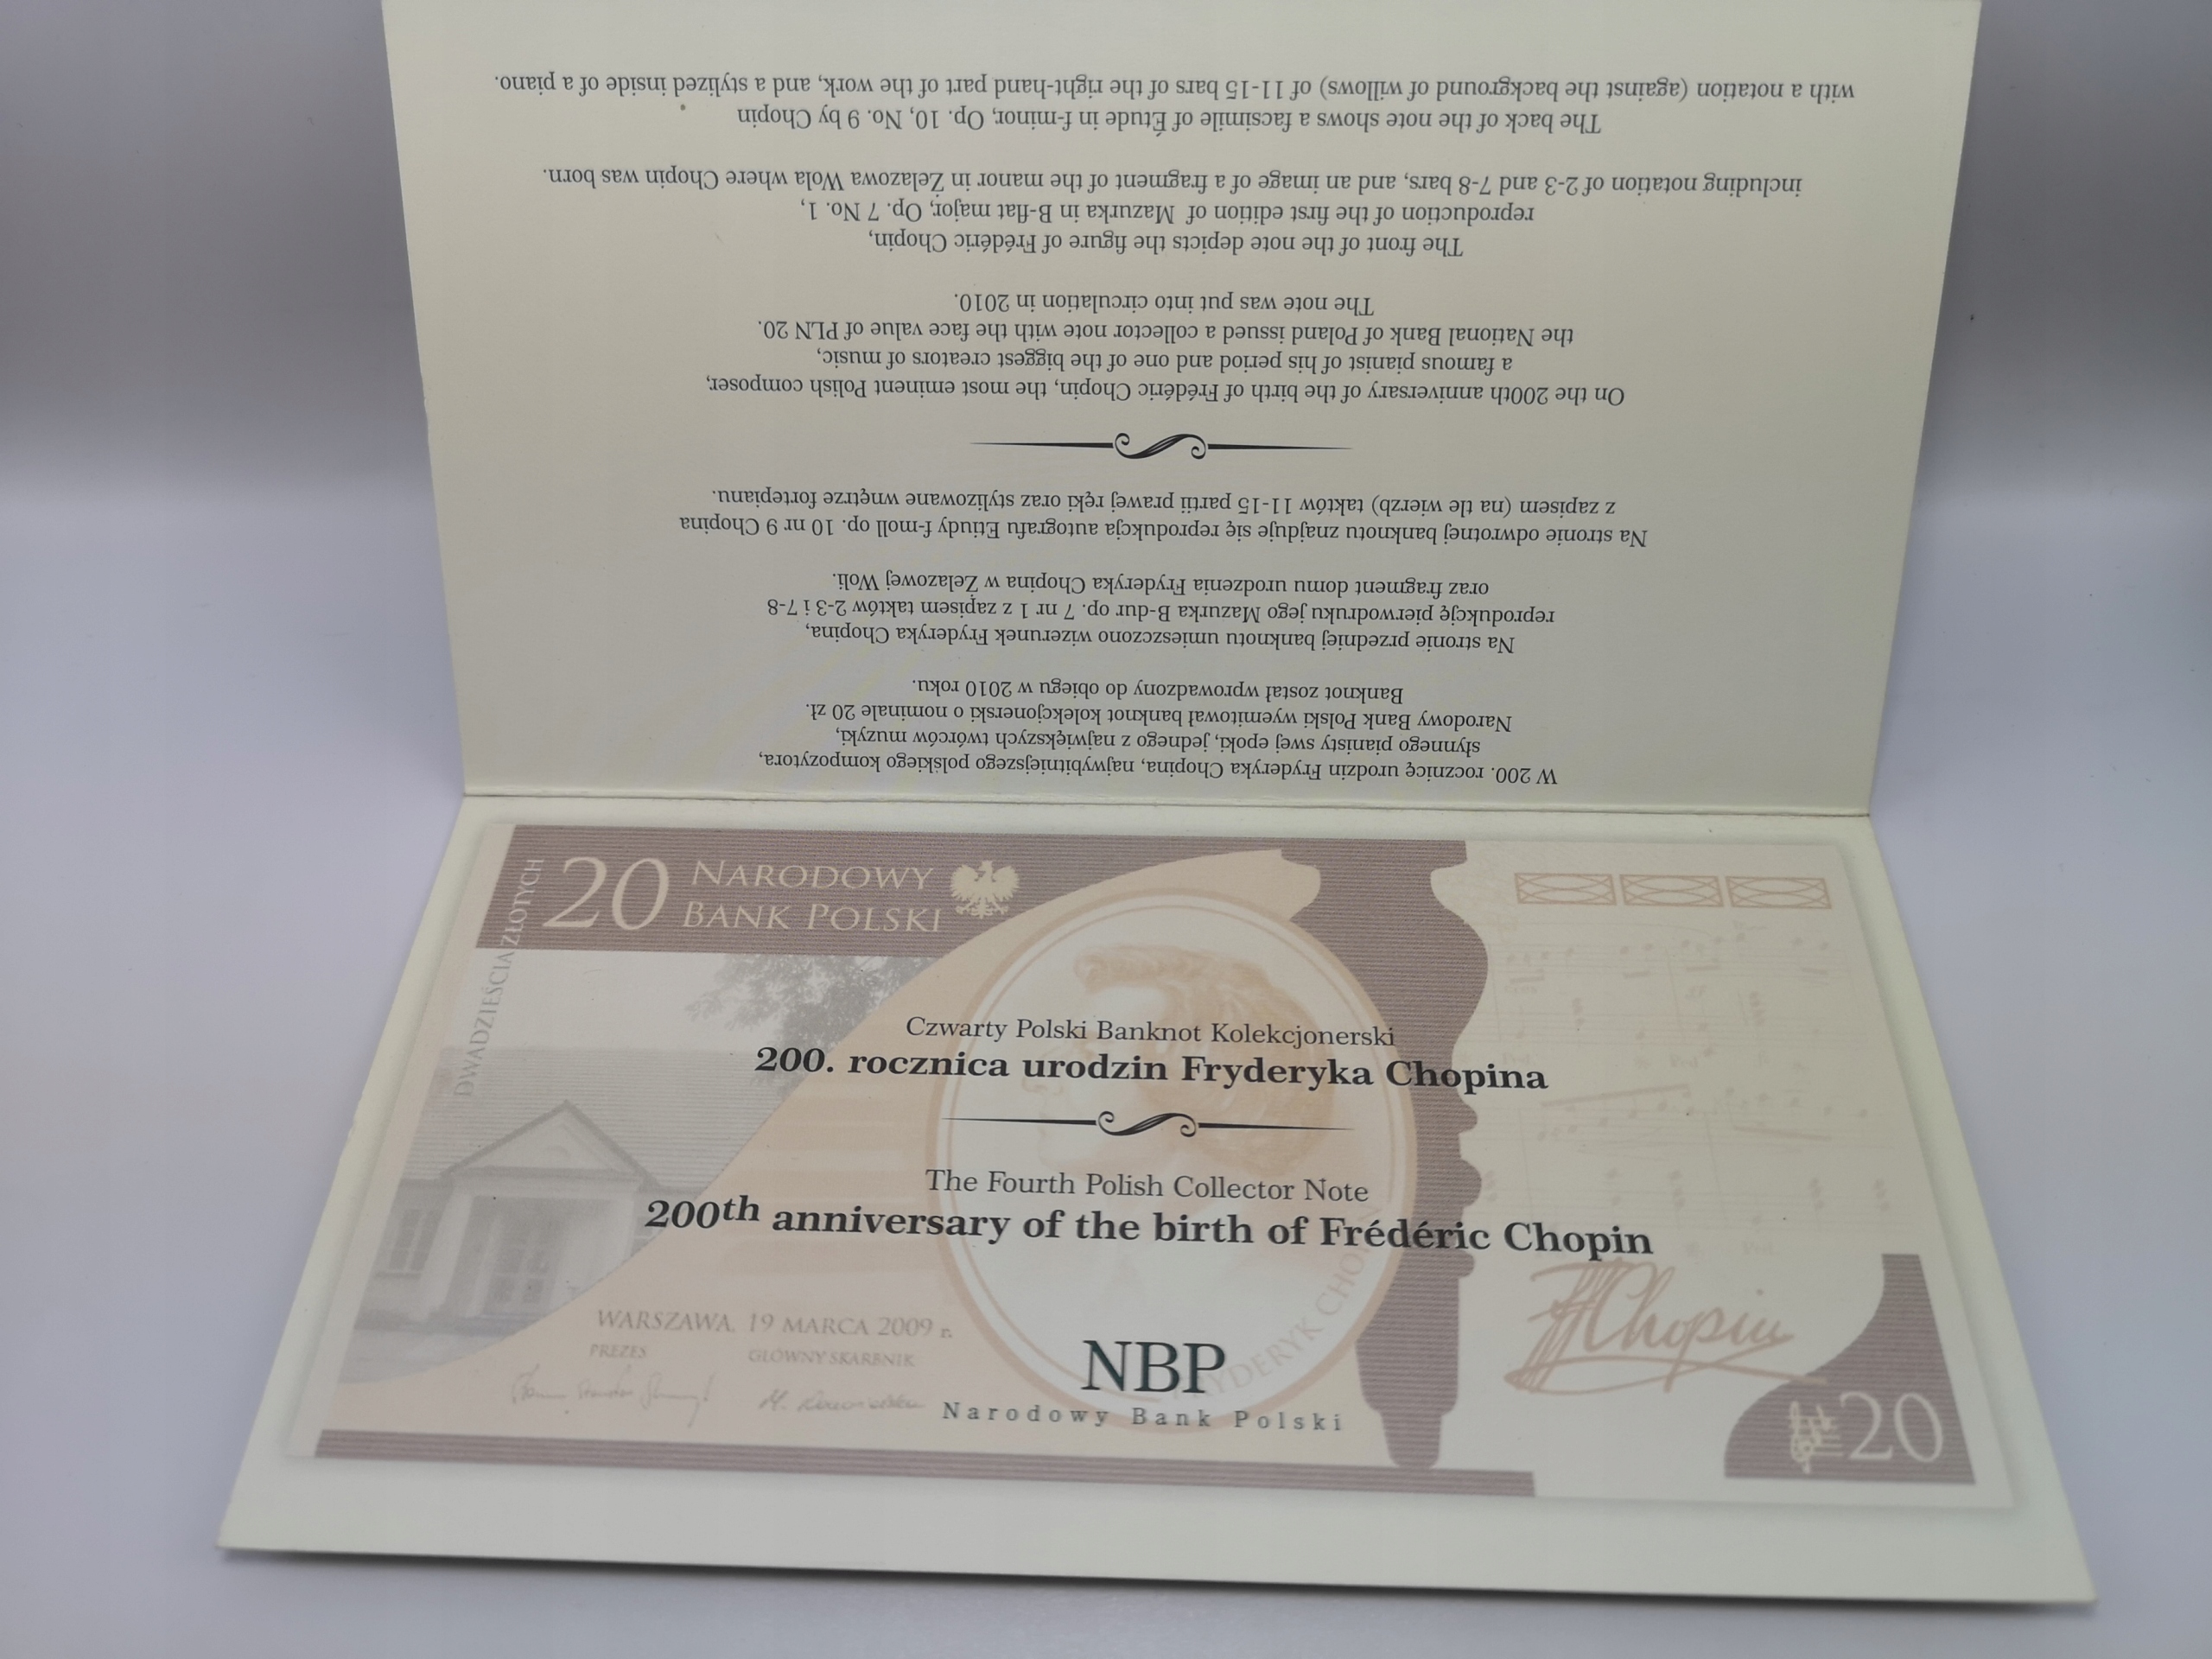 W 200. rocznicę urodzin Fryderyka Chopina, najwybitniejszego polskiego kompozytora,
słynnego pianisty swej epoki, jednego z największych twórców muzyki,
Narodowy Bank Polski wyemitował banknot kolekcjonerski o nominale 20 zł.
Banknot został wprowadzony do obiegu w 2010 roku.
Na stronie przedniej banknotu umieszczono wizerunek Fryderyka Chopina,
reprodukcję pierwodruku jego Mazurka B-dur op. 7 nr 1 z zapisem taktów 2-3 i 7-8
oraz fragment domu urodzenia Fryderyka Chopina w Żelazowej Woli.
Na stronie odwrotnej banknotu znajduje się reprodukcja autografu Etiudy f-moll op. 10 nr 9 Chopina
z zapisem (na tle wierzb) taktów 11-15 partii prawej ręki oraz stylizowane wnętrze fortepianu.
On the 200th anniversary of the birth of Frédéric Chopin, the most eminent Polish composer,
a famous pianist of his period and one of the biggest creators of music,
the National Bank of Poland issued a collector note with the face value of PLN 20.
The note was put into circulation in 2010.
The front of the note depicts the figure of Frédéric Chopin,
reproduction of the first edition of Mazurka in B-flat major, Op. 7 No. 1,
including notation of 2-3 and 7-8 bars, and an image of a fragment of the manor in Żelazowa Wola where Chopin was born.
The back of the note shows a facsimile of Étude in f-minor, Op. 10, No. 9 by Chopin
with a notation (against the background of willows) of 11-15 bars of the right-hand part of the work, and a stylized inside of a piano.
20 NARODOWY
BANK POLSKI
DWADZIEŚCIA ZŁOTYCH
Czwarty Polski Banknot Kolekcjonerski
200. rocznica urodzin Fryderyka Chopina
The Fourth Polish Collector Note
200th anniversary of the birth of Frédéric Chopin
WARSZAWA, 19 MARCA 2009 r.
PREZES GŁÓWNY SKARBNIK
FRYDERYK CHOPIN
FFChopin
NBP
Narodowy Bank Polski
20